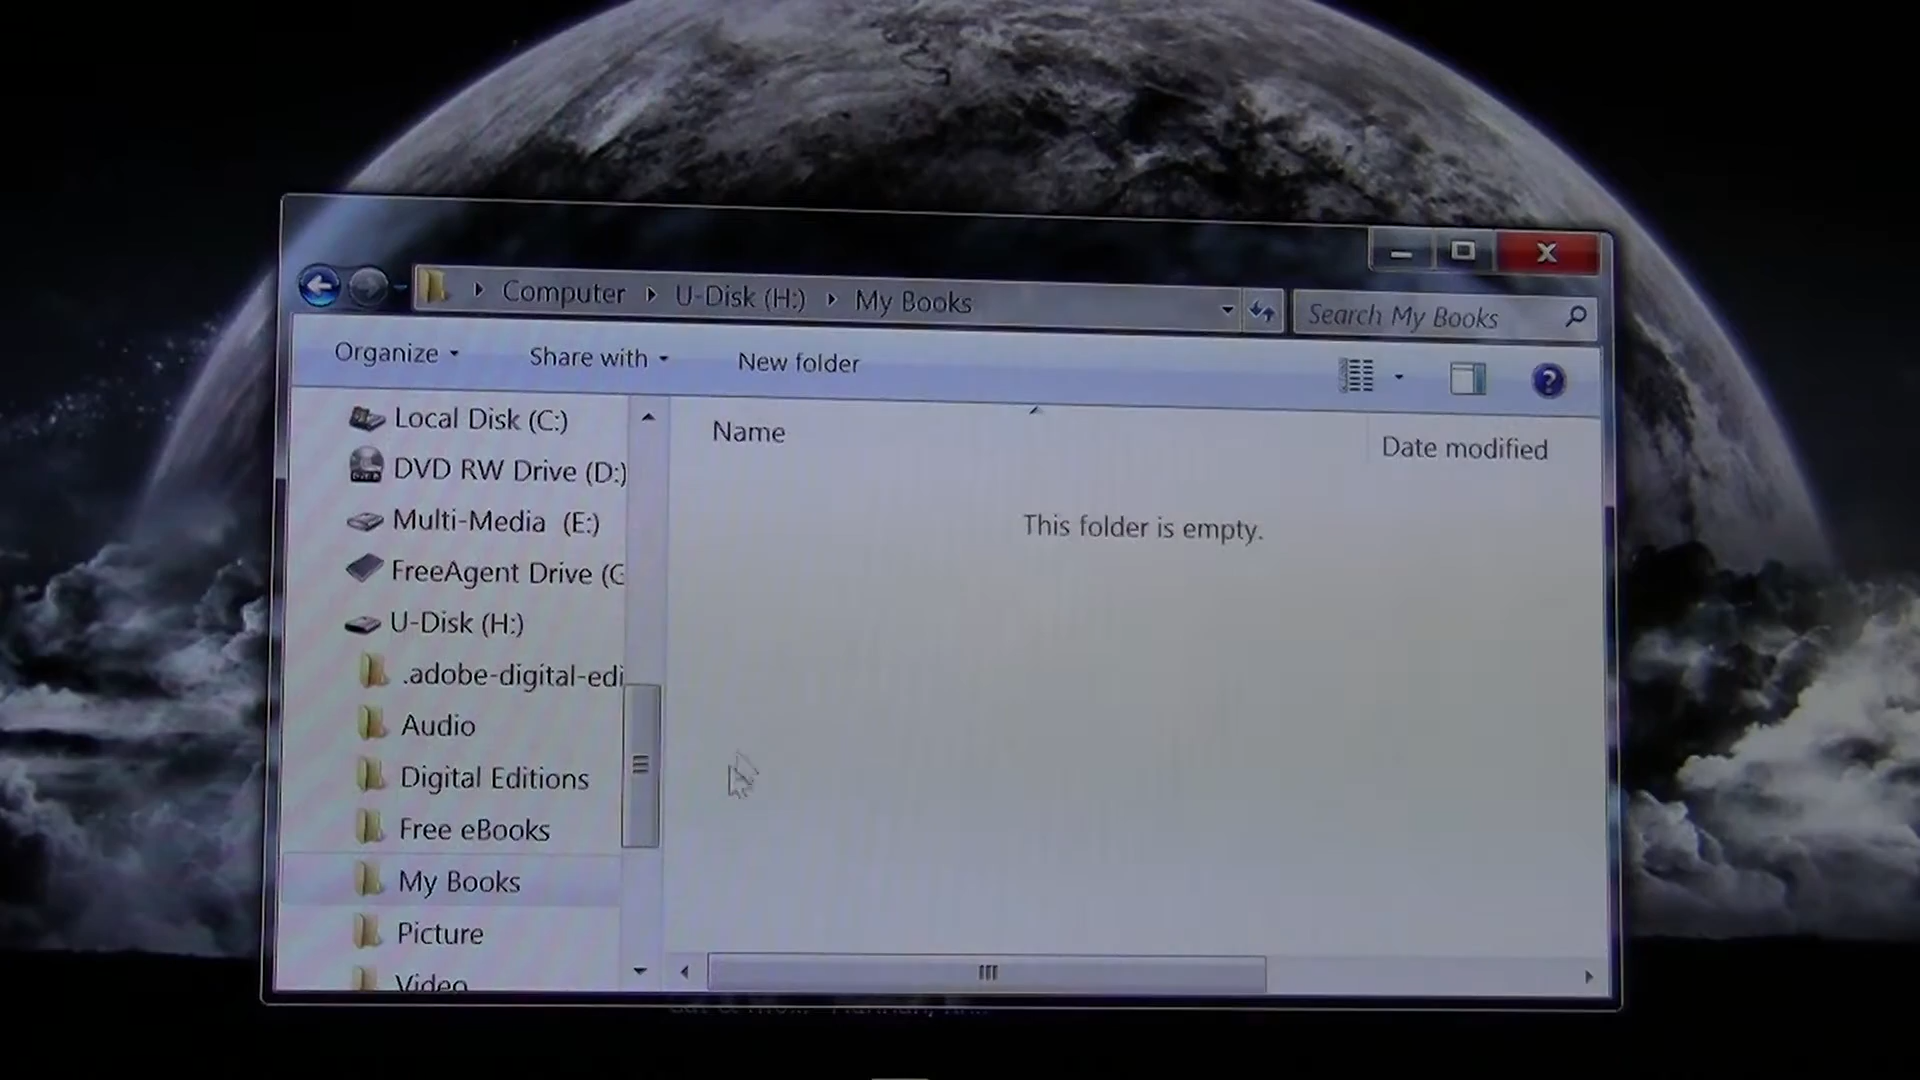 Computer U-Disk (H:) My Books
Search My Books
Organize Share with New folder
Name
Date modified
This folder is empty.
Local Disk (C:)
DVD RW Drive (D:)
Multi-Media (E:)
FreeAgent Drive (G
U-Disk (H:)
.adobe-digital-edi
Audio
Digital Editions
Free eBooks
My Books
Picture
Video